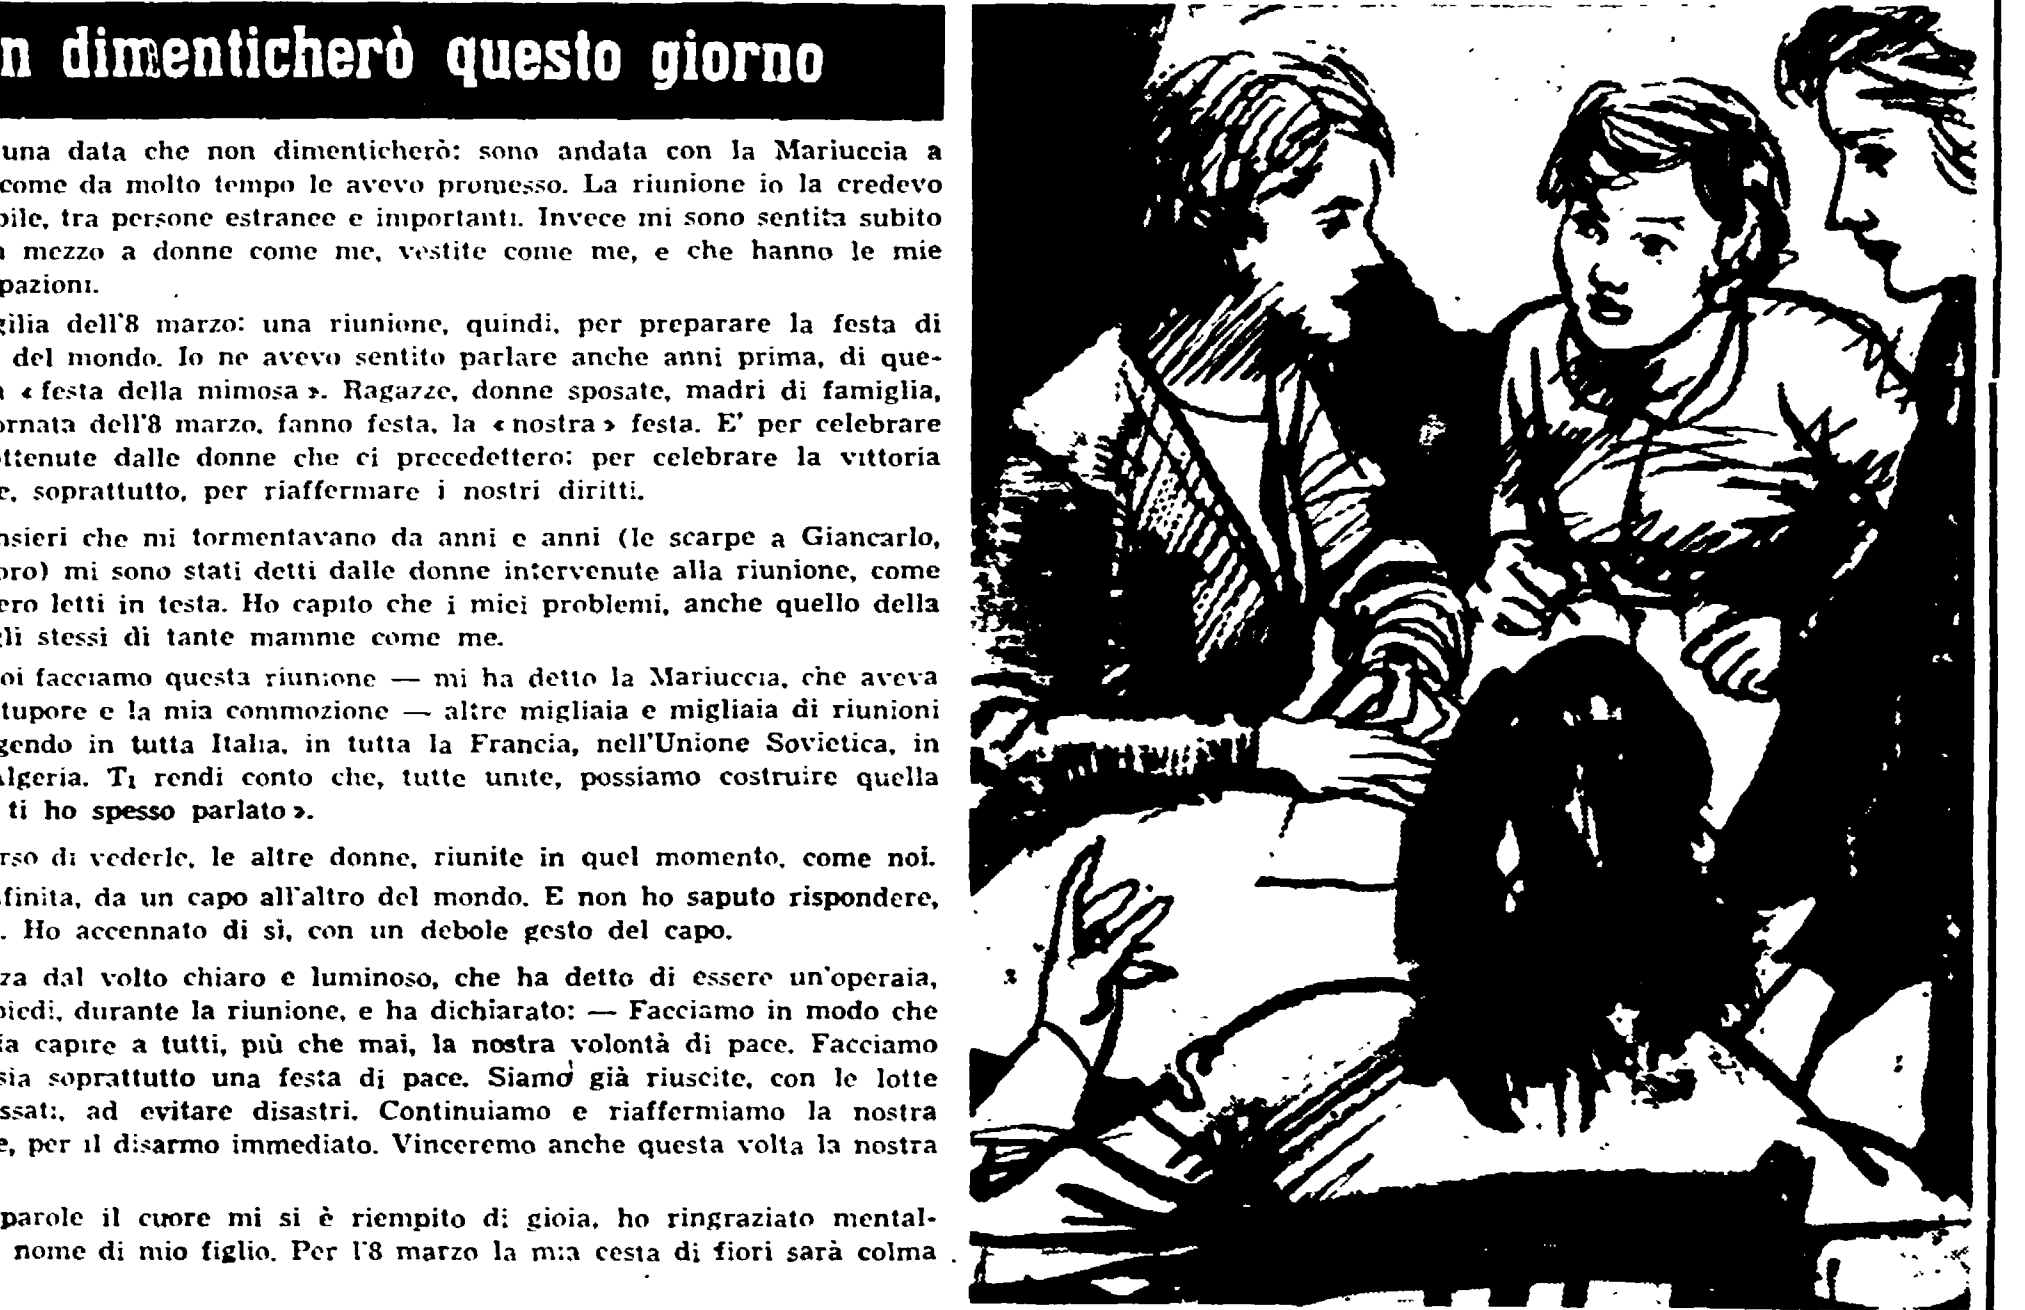 n dimenticherò questo giorno
una data che non dimenticherò: sono andata con la Mariuccia a
come da molto tempo le avevo promesso. La riunione io la credevo
bile, tra persone estranee e importanti. Invece mi sono sentita subito
mezzo a donne come me, vestite come me, e che hanno le mie
pazioni.
gilia dell'8 marzo: una riunione, quindi, per preparare la festa di
del mondo. Io ne avevo sentito parlare anche anni prima, di que-
« festa della mimosa ». Ragazze, donne sposate, madri di famiglia,
ornata dell'8 marzo, fanno festa, la « nostra » festa. E' per celebrare
ottenute dalle donne che ci precedettero; per celebrare la vittoria
e, soprattutto, per riaffermare i nostri diritti.
nsieri che mi tormentavano da anni e anni (le scarpe a Giancarlo,
oro) mi sono stati detti dalle donne intervenute alla riunione, come
ero letti in testa. Ho capito che i miei problemi, anche quello della
gli stessi di tante mamme come me.
oi facciamo questa riunione — mi ha detto la Mariuccia, che aveva
tupore e la mia commozione — altre migliaia e migliaia di riunioni
gendo in tutta Italia, in tutta la Francia, nell'Unione Sovietica, in
lgeria. Ti rendi conto che, tutte unite, possiamo costruire quella
ti ho spesso parlato ».
rso di vederle, le altre donne, riunite in quel momento, come noi.
finita, da un capo all'altro del mondo. E non ho saputo rispondere,
. Ho accennato di sì, con un debole gesto del capo.
za dal volto chiaro e luminoso, che ha detto di essere un'operaia,
piedi, durante la riunione, e ha dichiarato: — Facciamo in modo che
ia capire a tutti, più che mai, la nostra volontà di pace. Facciamo
sia soprattutto una festa di pace. Siamo già riuscite, con le lotte
ssati, ad evitare disastri. Continuiamo e riaffermiamo la nostra
e, per il disarmo immediato. Vinceremo anche questa volta la nostra
parole il cuore mi si è riempito di gioia, ho ringraziato mental-
nome di mio figlio. Per l'8 marzo la mia cesta di fiori sarà colma